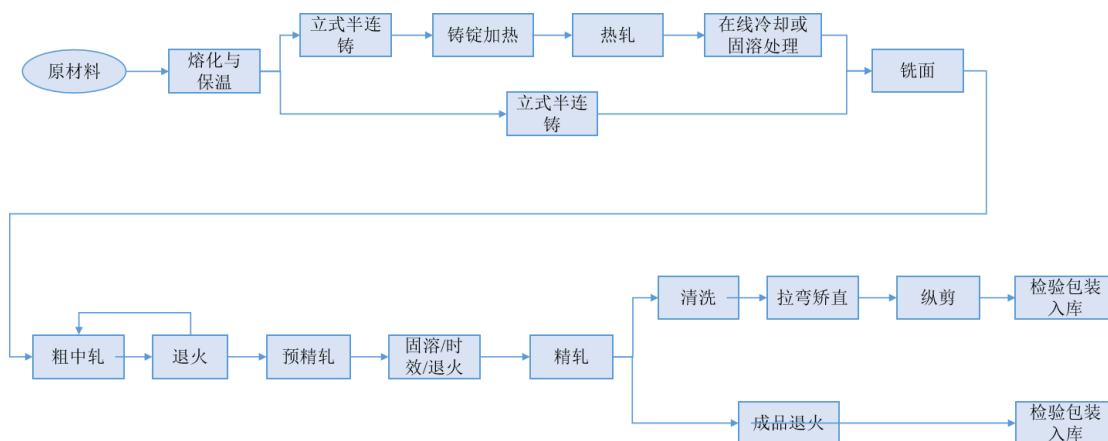 立式半连
铸
铸锭加热
热轧
在线冷却或
固溶处理
原材料
熔化与
保温
铣面
立式半连
铸
清洗
拉弯矫直
纵剪
检验包装
入库
粗中轧
退火
预精轧
固溶/时
效/退火
精轧
成品退火
检验包装
入库